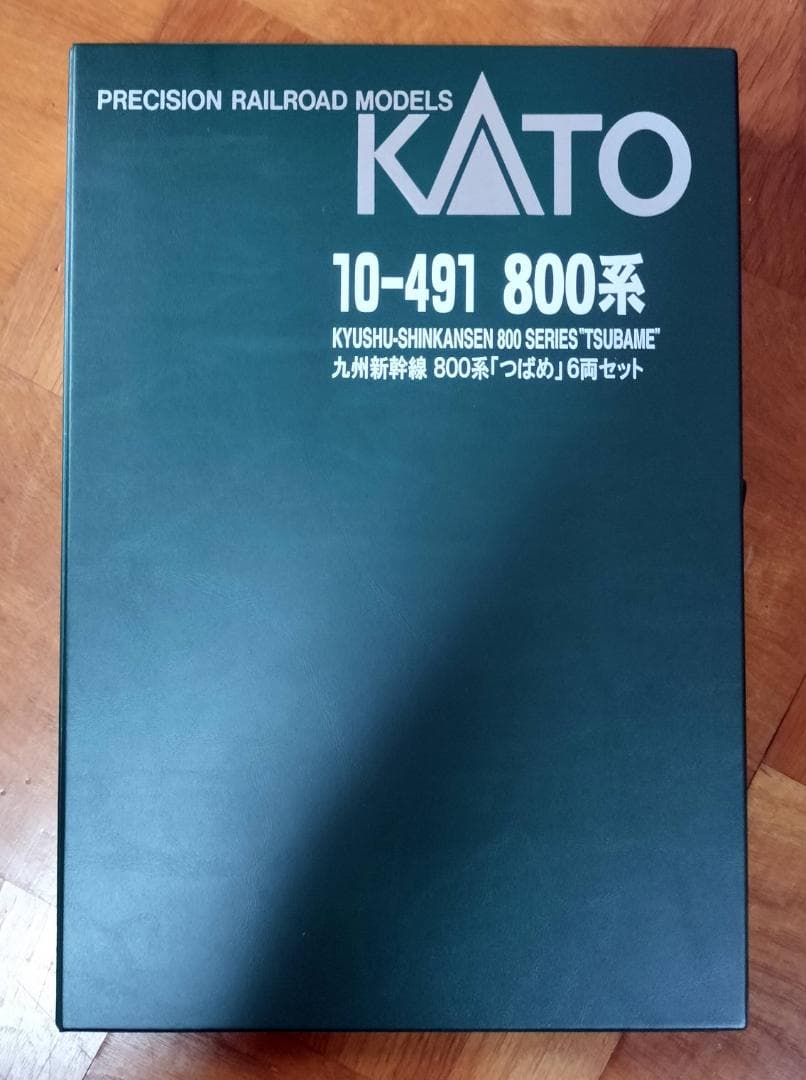 PRECISION RAILROAD MODELS
KATO
10-491 800系
KYUSHU-SHINKANSEN 800 SERIES"TSUBAME"
九州新幹線 800系「つばめ」6両セット